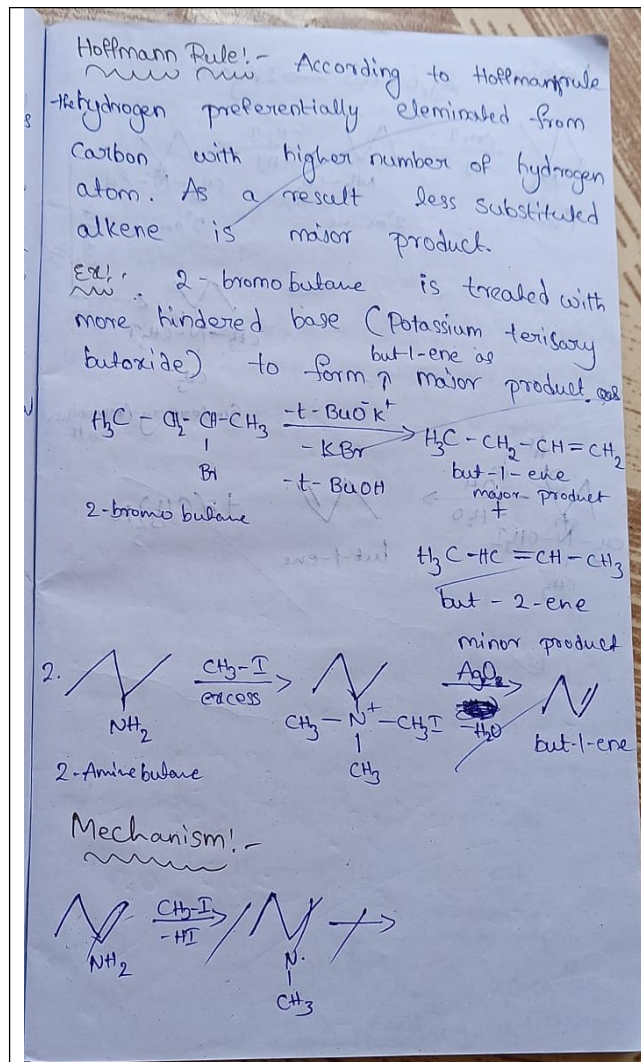 Hoffmann Rule:- According to Hoffmann rule
the hydrogen preferentially eleminated from
Carbon with higher number of hydrogen
atom. As a result less substituted
alkene is major product.
Ex:- 2-bromobutane is treated with
more hindered base (Potassium terisary
butoxide) to form but-1-ene as major product.
H3C - CH2 - CH-CH3 -t-BuO-K+ H3C-CH2-CH=CH2
Br -KBr but-1-ene
-t-BuOH major product
2-bromo butane +
H3C-HC=CH-CH3
but-2-ene
minor product
2. NH2 CH3-I excess CH3-N+-CH3 I CH3 AgO2 -H2O
2-Amine butane but-1-ene
Mechanism:-
NH2 CH3-I -HI N. CH3